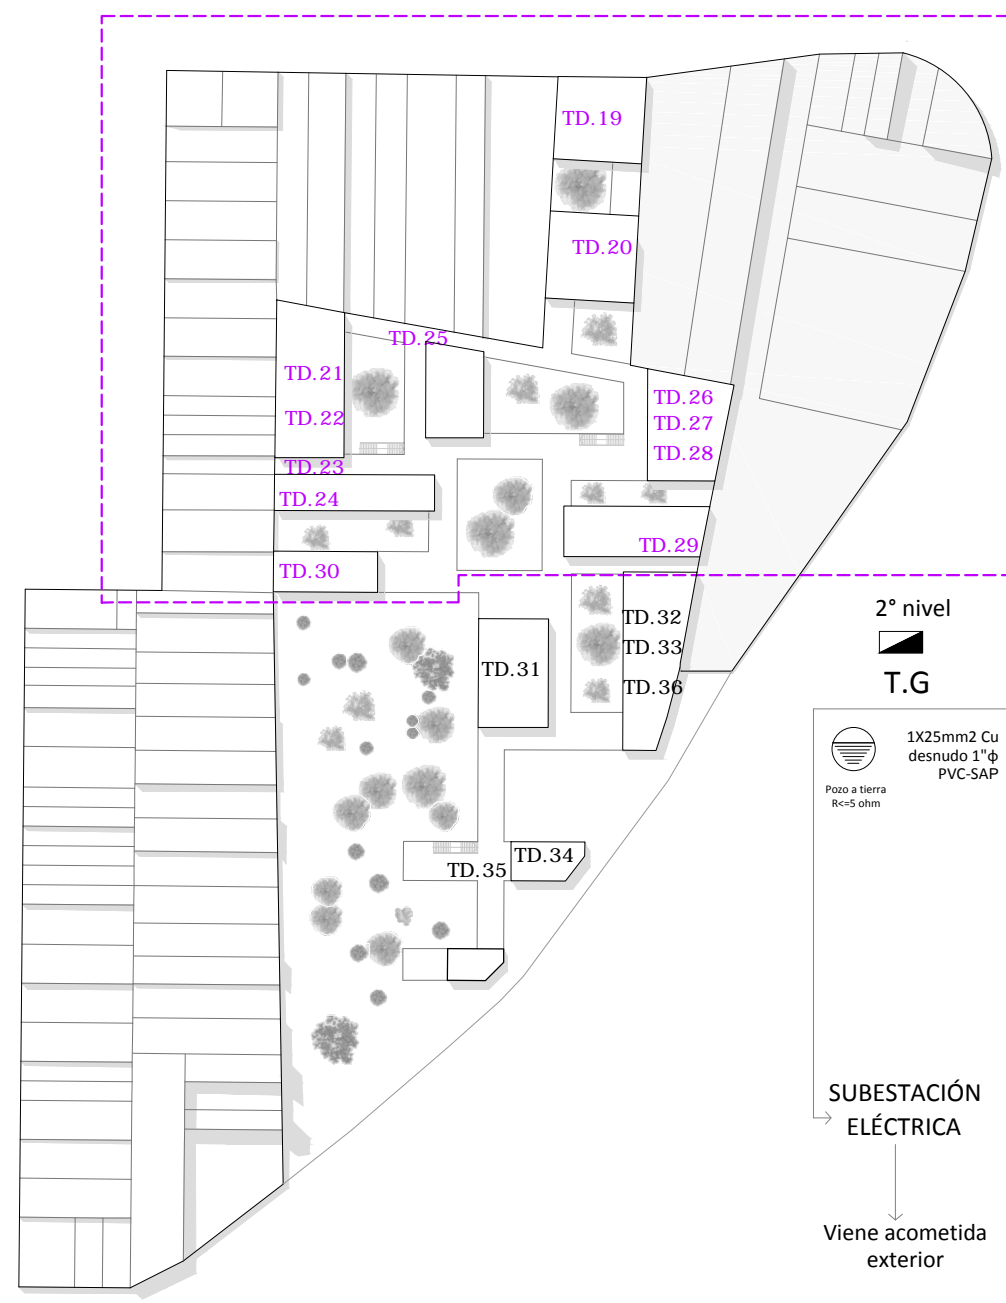 TD.19
TD.20
TD.25
TD.21
TD.22
TD.23
TD.24
TD.26
TD.27
TD.28
TD.29
TD.30
TD.31
TD.32
TD.33
TD.36
TD.34
TD.35
2° nivel
T.G
1X25mm2 Cu
desnudo 1"ϕ
PVC-SAP
Pozo a tierra
R<=5 ohm
SUBESTACIÓN
ELÉCTRICA
Viene acometida
exterior